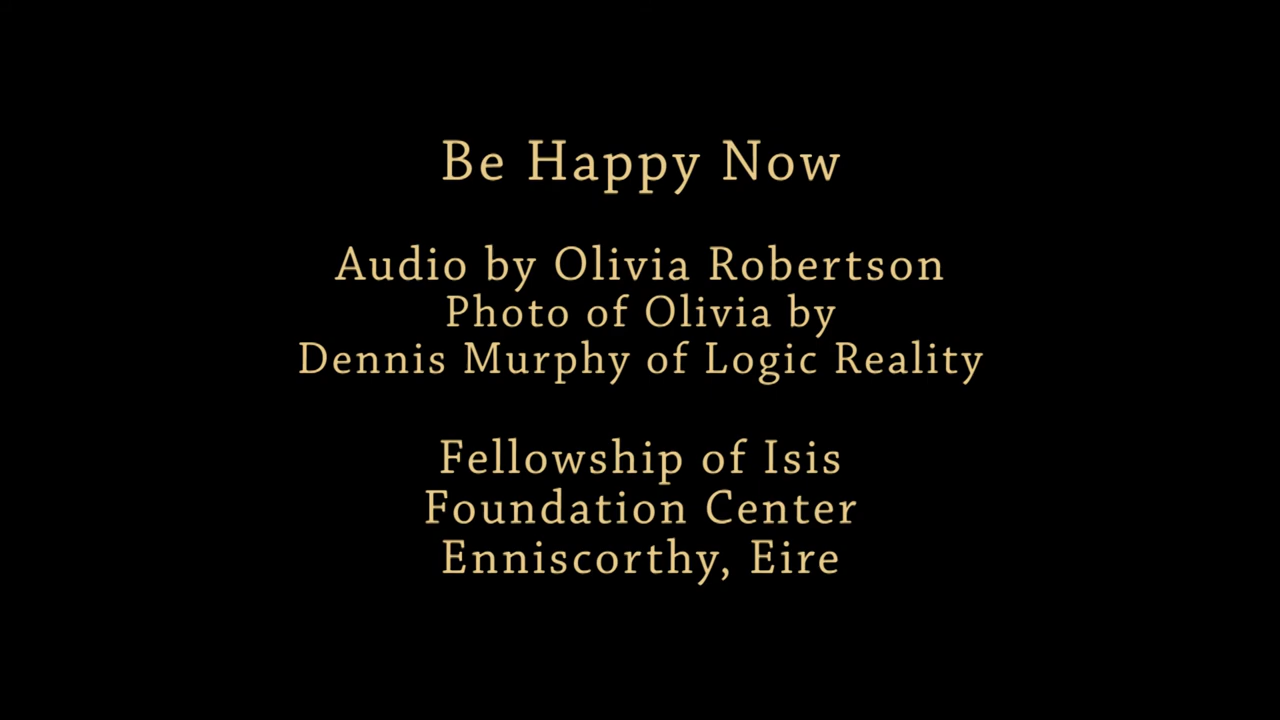 Be Happy Now
Audio by Olivia Robertson
Photo of Olivia by
Dennis Murphy of Logic Reality
Fellowship of Isis
Foundation Center
Enniscorthy, Eire